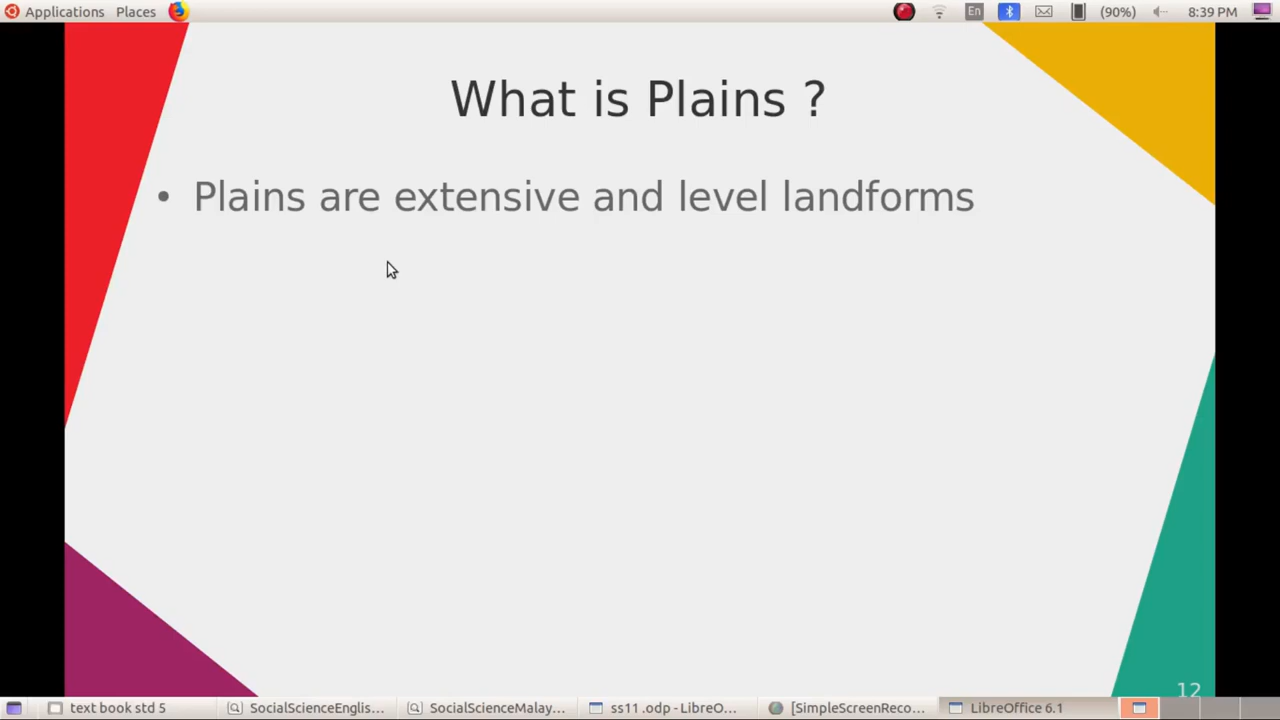 Applications Places En (90%) 8:39 PM
What is Plains ?
• Plains are extensive and level landforms
12
text book std 5 SocialScienceEnglis... SocialScienceMalay... ss11 .odp - LibreO... [SimpleScreenReco... LibreOffice 6.1